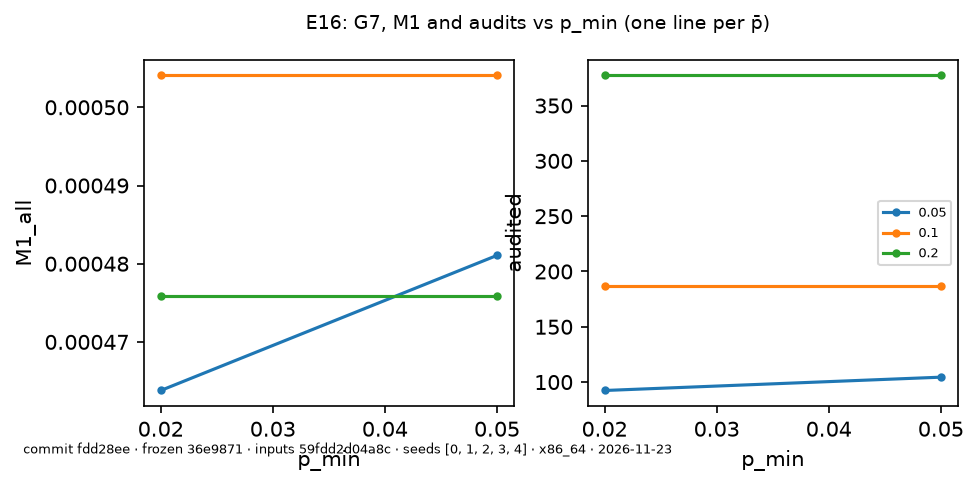 E16: G7, M1 and audits vs p_min (one line per p̄)
M1_all
0.00050
0.00049
0.00048
0.00047
0.02 0.03 0.04 0.05
p_min
audited
350
300
250
200
150
100
0.05
0.1
0.2
0.02 0.03 0.04 0.05
p_min
commit fdd28ee · frozen 36e9871 · inputs 59fdd2d04a8c · seeds [0, 1, 2, 3, 4] · x86_64 · 2026-11-23